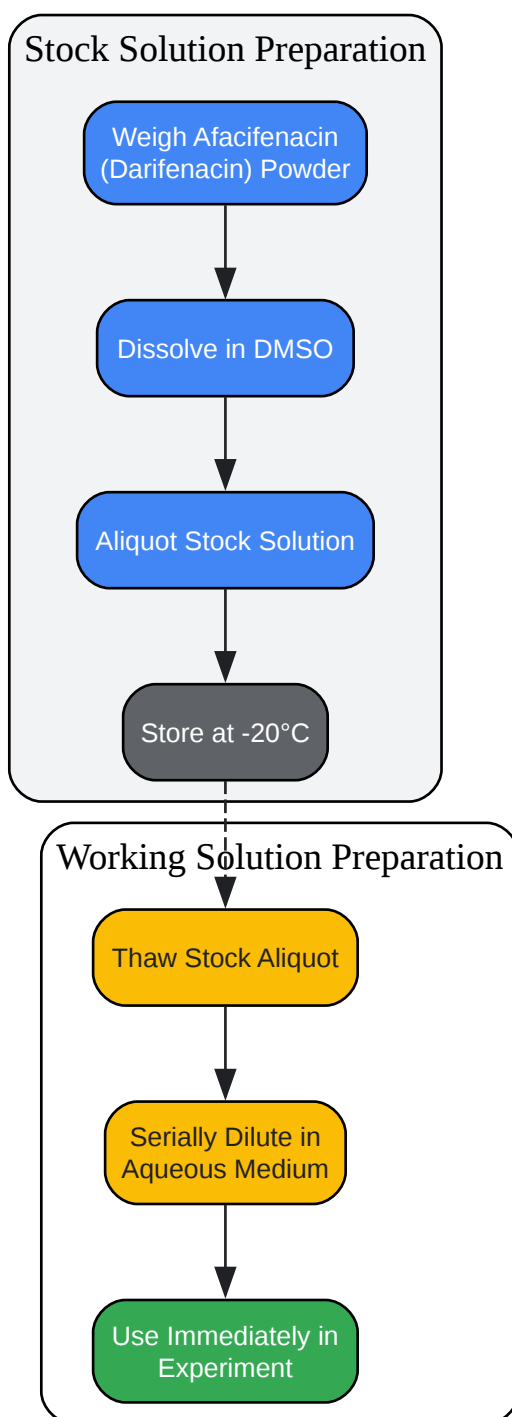 Stock Solution Preparation
Weigh Afacifenacin
(Darifenacin) Powder
Dissolve in DMSO
Aliquot Stock Solution
Store at -20°C
Working Solution Preparation
Thaw Stock Aliquot
Serially Dilute in
Aqueous Medium
Use Immediately in
Experiment